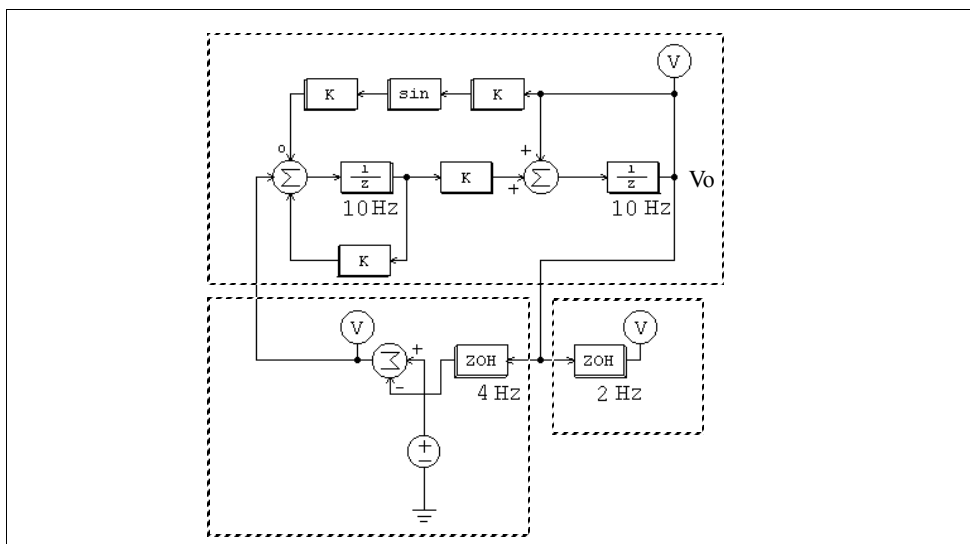 V
K sin K
o +
Σ 1/z K + Σ 1/z Vo
10 Hz 10 Hz
K
V V
Σ + ZOH ZOH
− 4 Hz 2 Hz
+
−